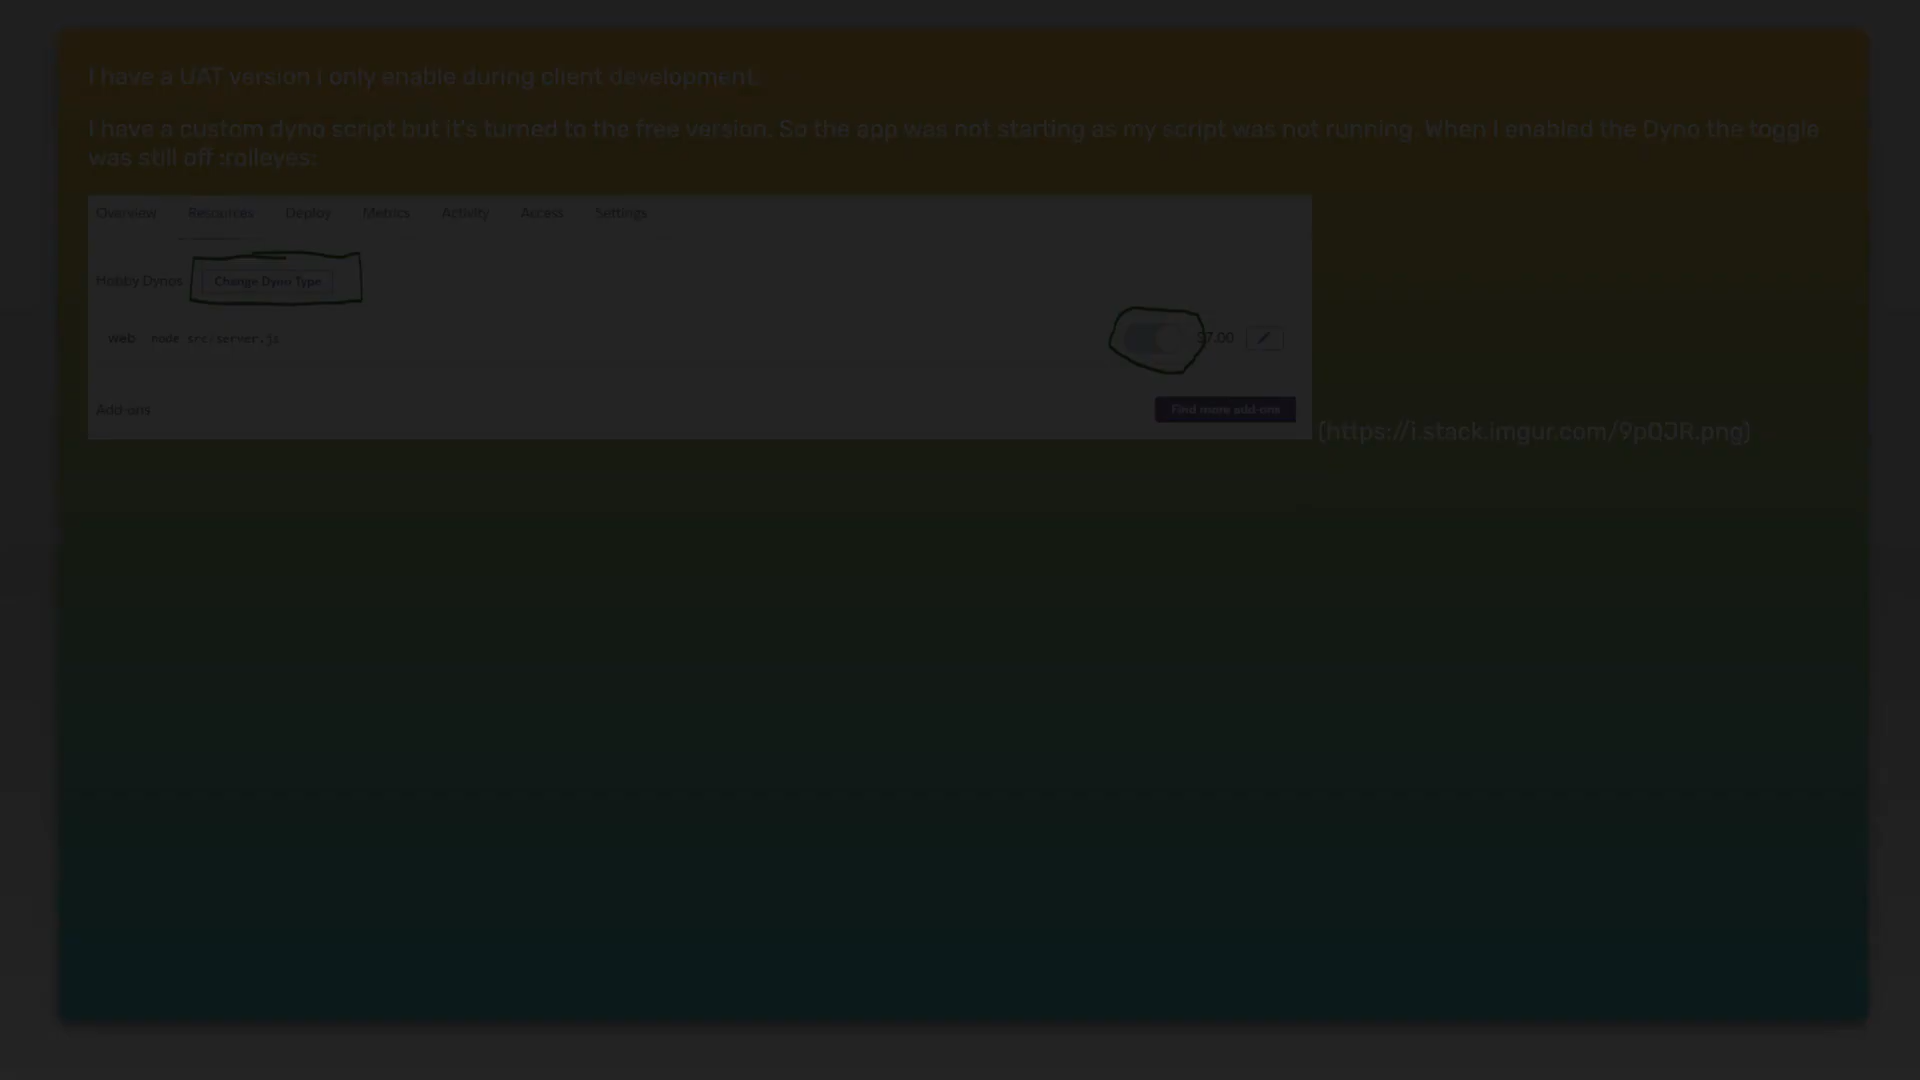 I have a UAT version I only enable during client development.
I have a custom dyno script but it's turned to the free version. So the app was not starting as my script was not running. When I enabled the Dyno the toggle
was still off :rolleyes:
Overview Resources Deploy Metrics Activity Access Settings
Hobby Dynos Change Dyno Type
web node src/server.js $7.00
Add-ons Find more add-ons
(https://i.stack.imgur.com/9pQJR.png)